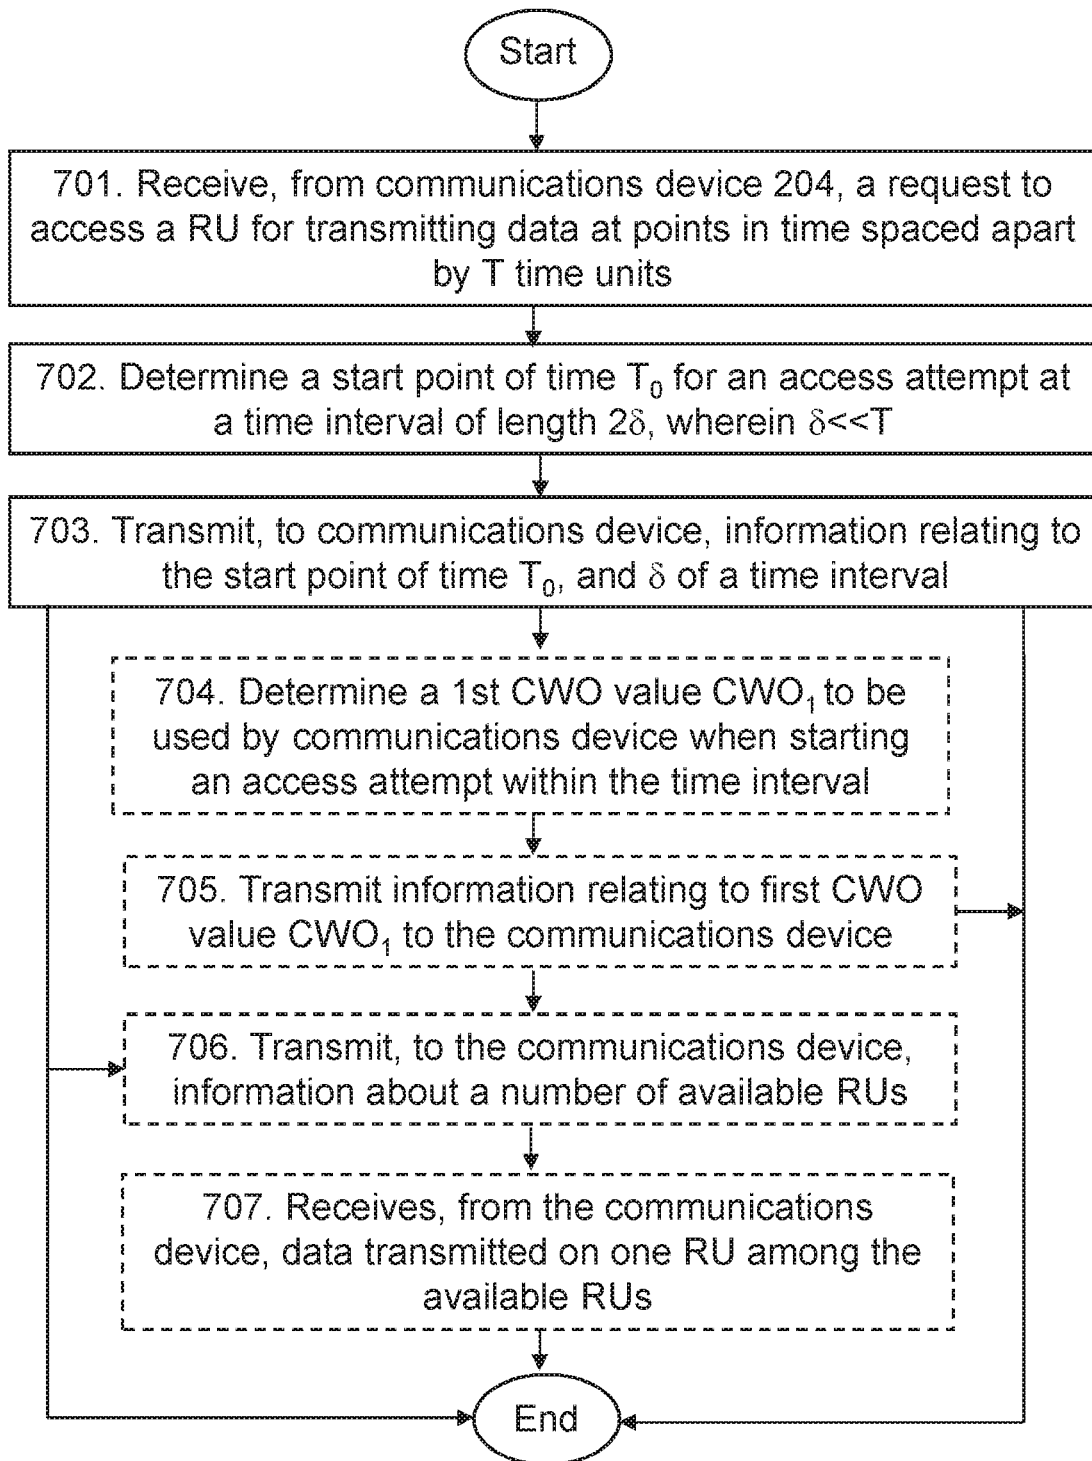 Start
701. Receive, from communications device 204, a request to
access a RU for transmitting data at points in time spaced apart
by T time units
702. Determine a start point of time T₀ for an access attempt at
a time interval of length 2δ, wherein δ<<T
703. Transmit, to communications device, information relating to
the start point of time T₀, and δ of a time interval
704. Determine a 1st CWO value CWO₁ to be
used by communications device when starting
an access attempt within the time interval
705. Transmit information relating to first CWO
value CWO₁ to the communications device
706. Transmit, to the communications device,
information about a number of available RUs
707. Receives, from the communications
device, data transmitted on one RU among the
available RUs
End